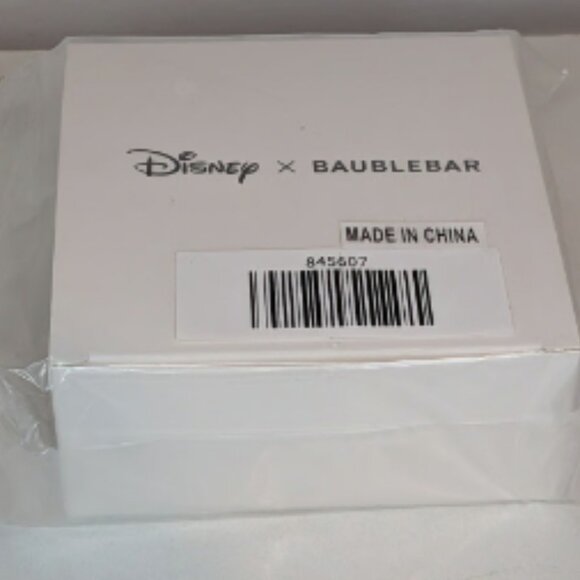 Disney × BAUBLEBAR
MADE IN CHINA
845607